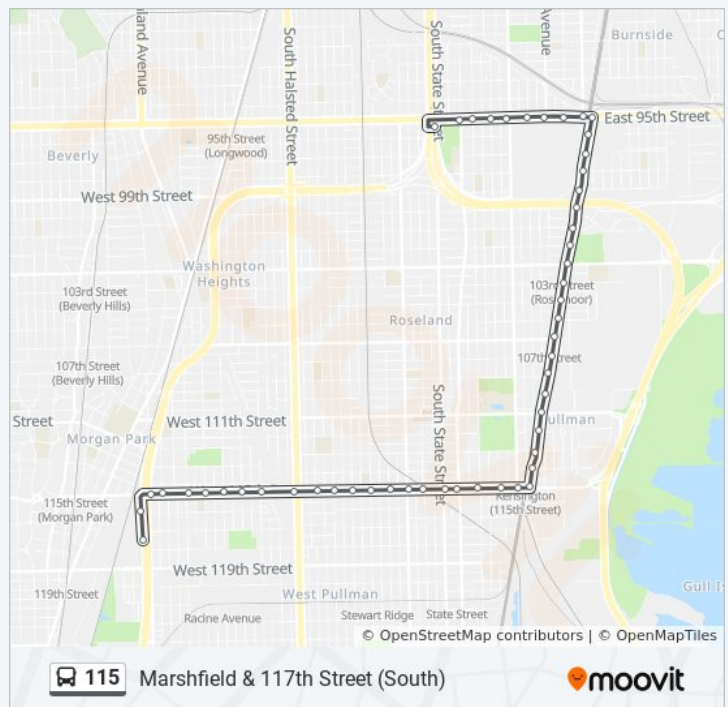 land Avenue
South Halsted Street
South State Street
Avenue
Burnside
95th Street
(Longwood)
East 95th Street
Beverly
West 99th Street
Washington
Heights
103rd Street
(Beverly Hills)
103rd Street
(Rosemoor)
Roseland
107th Street
(Beverly Hills)
107th Street
Street
West 111th Street
South State Street
ullman
Morgan Park
115th Street
(Morgan Park)
Kensington
(115th Street)
119th Street
West 119th Street
West Pullman
Gull Is
Racine Avenue
Stewart Ridge
State Street
© OpenStreetMap contributors | © OpenMapTiles
115 Marshfield & 117th Street (South)
moovit